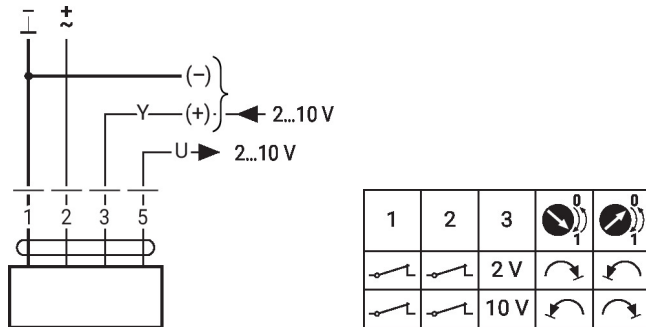 - +
~
(-)
Y (+) 2...10 V
U 2...10 V
1 2 3 5
1 2 3 0 1 0 1
2 V
10 V